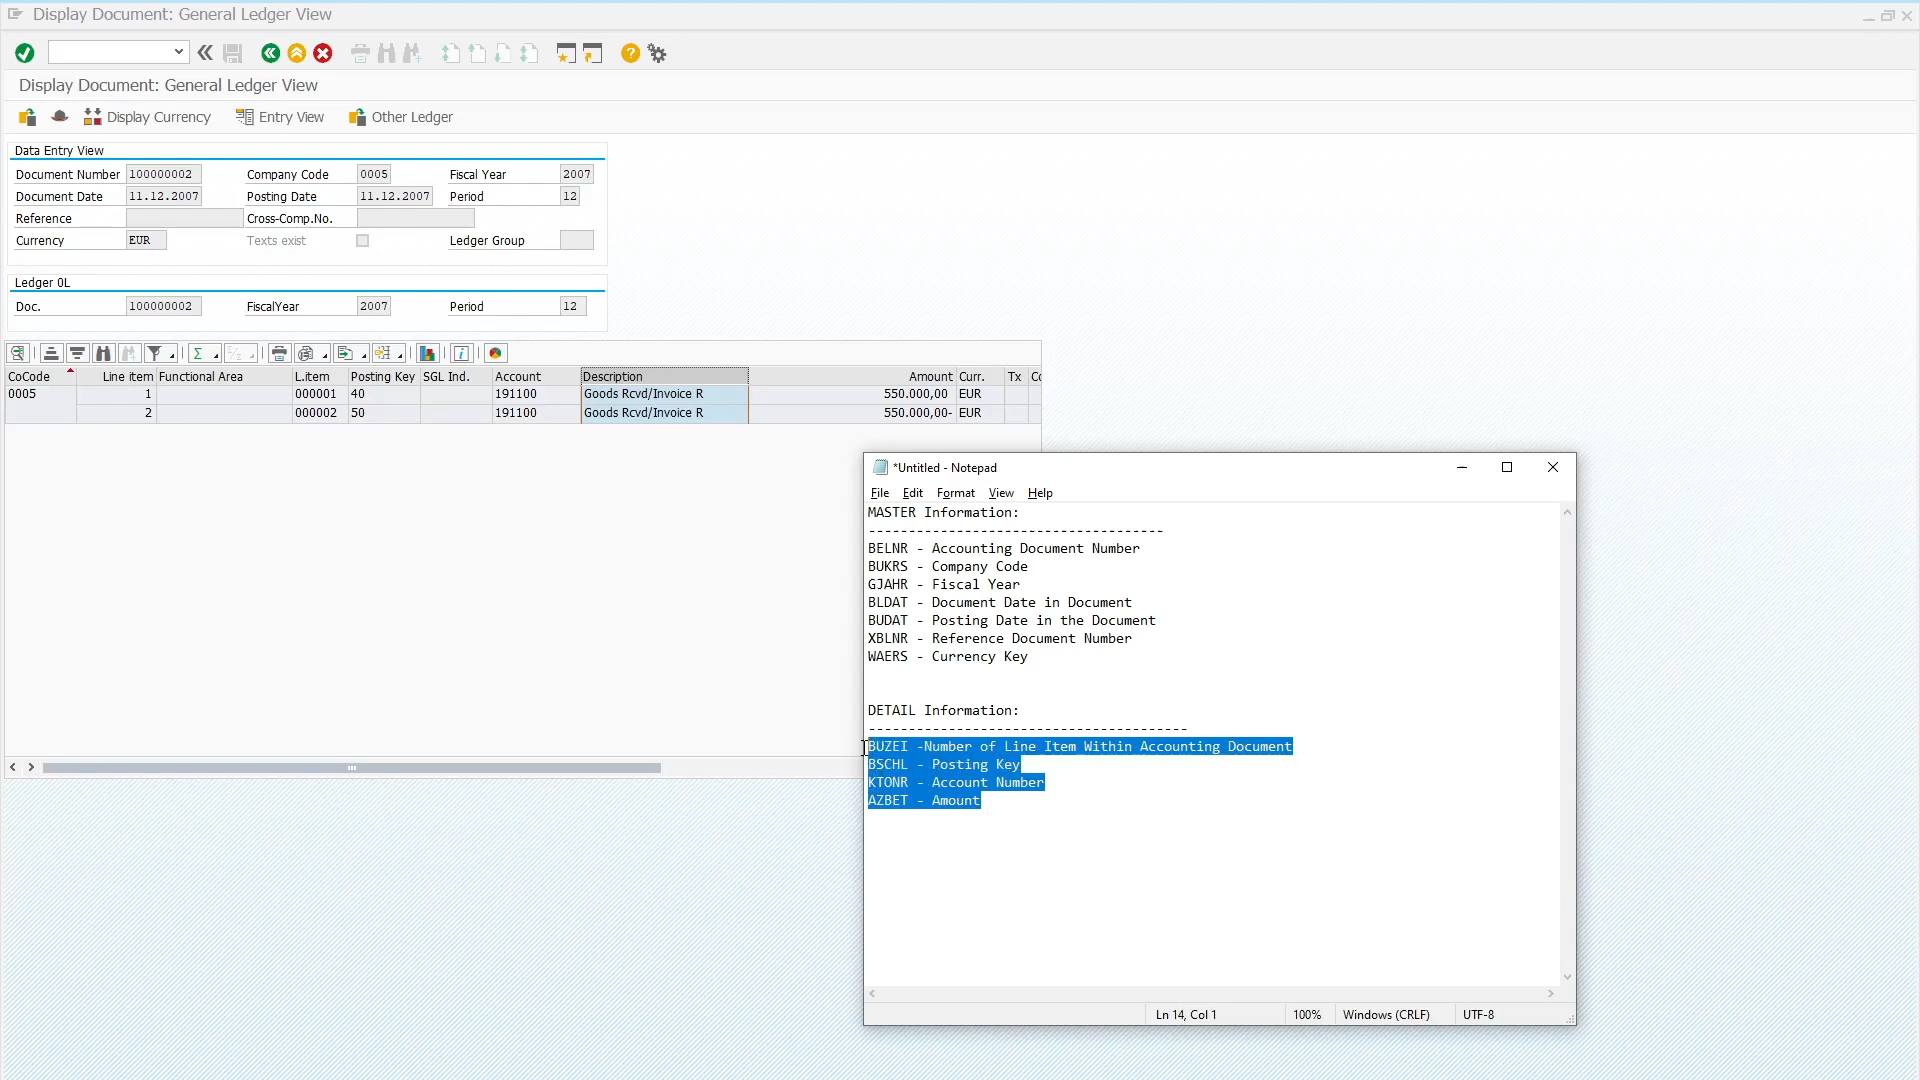 Display Document: General Ledger View
Display Document: General Ledger View
Display Currency Entry View Other Ledger
Data Entry View
Document Number 100000002 Company Code 0005 Fiscal Year 2007
Document Date 11.12.2007 Posting Date 11.12.2007 Period 12
Reference Cross-Comp.No.
Currency EUR Texts exist Ledger Group
Ledger 0L
Doc. 100000002 FiscalYear 2007 Period 12
CoCode Line item Functional Area L.item Posting Key SGL Ind. Account Description Amount Curr. Tx
0005 1 000001 40 191100 Goods Rcvd/Invoice R 550.000,00 EUR
2 000002 50 191100 Goods Rcvd/Invoice R 550.000,00- EUR
*Untitled - Notepad
File Edit Format View Help
MASTER Information:
-------------------------------------
BELNR - Accounting Document Number
BUKRS - Company Code
GJAHR - Fiscal Year
BLDAT - Document Date in Document
BUDAT - Posting Date in the Document
XBLNR - Reference Document Number
WAERS - Currency Key
DETAIL Information:
----------------------------------------
BUZEI -Number of Line Item Within Accounting Document
BSCHL - Posting Key
KTONR - Account Number
AZBET - Amount
Ln 14, Col 1 100% Windows (CRLF) UTF-8